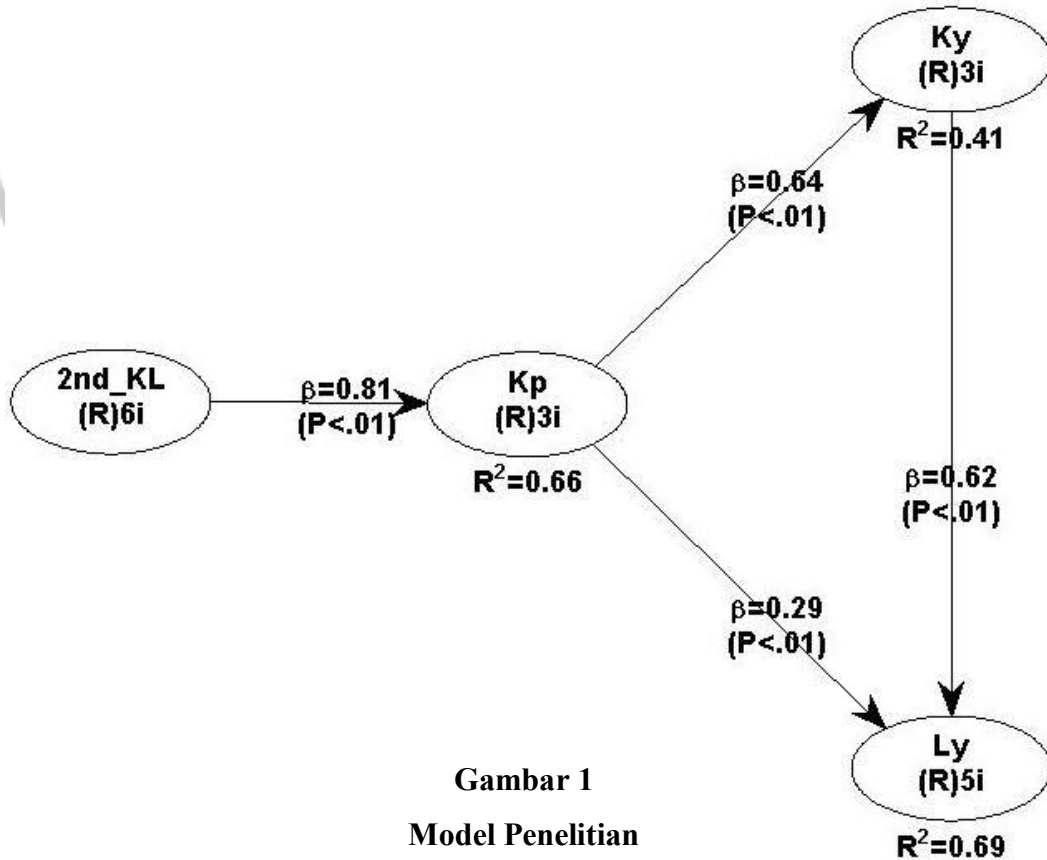 Ky
(R)3i
R²=0.41
β=0.64
(P<.01)
2nd_KL
(R)6i
β=0.81
(P<.01)
Kp
(R)3i
R²=0.66
β=0.62
(P<.01)
β=0.29
(P<.01)
Ly
(R)5i
R²=0.69
Gambar 1
Model Penelitian